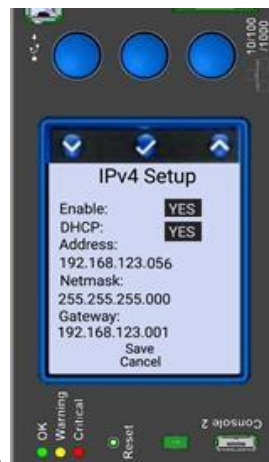 10/100
/1000
IPv4 Setup
Enable: YES
DHCP: YES
Address:
192.168.123.056
Netmask:
255.255.255.000
Gateway:
192.168.123.001
Save
Cancel
OK
Warning
Critical
Reset
Console 2